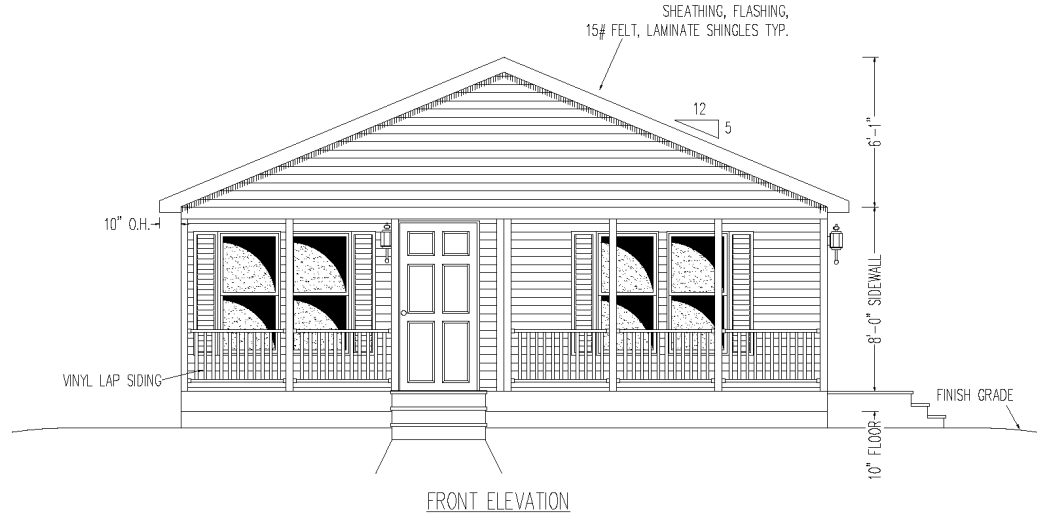 SHEATHING, FLASHING,
15# FELT, LAMINATE SHINGLES TYP.
12
5
6'-1"
10" O.H.
8'-0" SIDEWALL
VINYL LAP SIDING
FINISH GRADE
10" FLOOR
FRONT ELEVATION